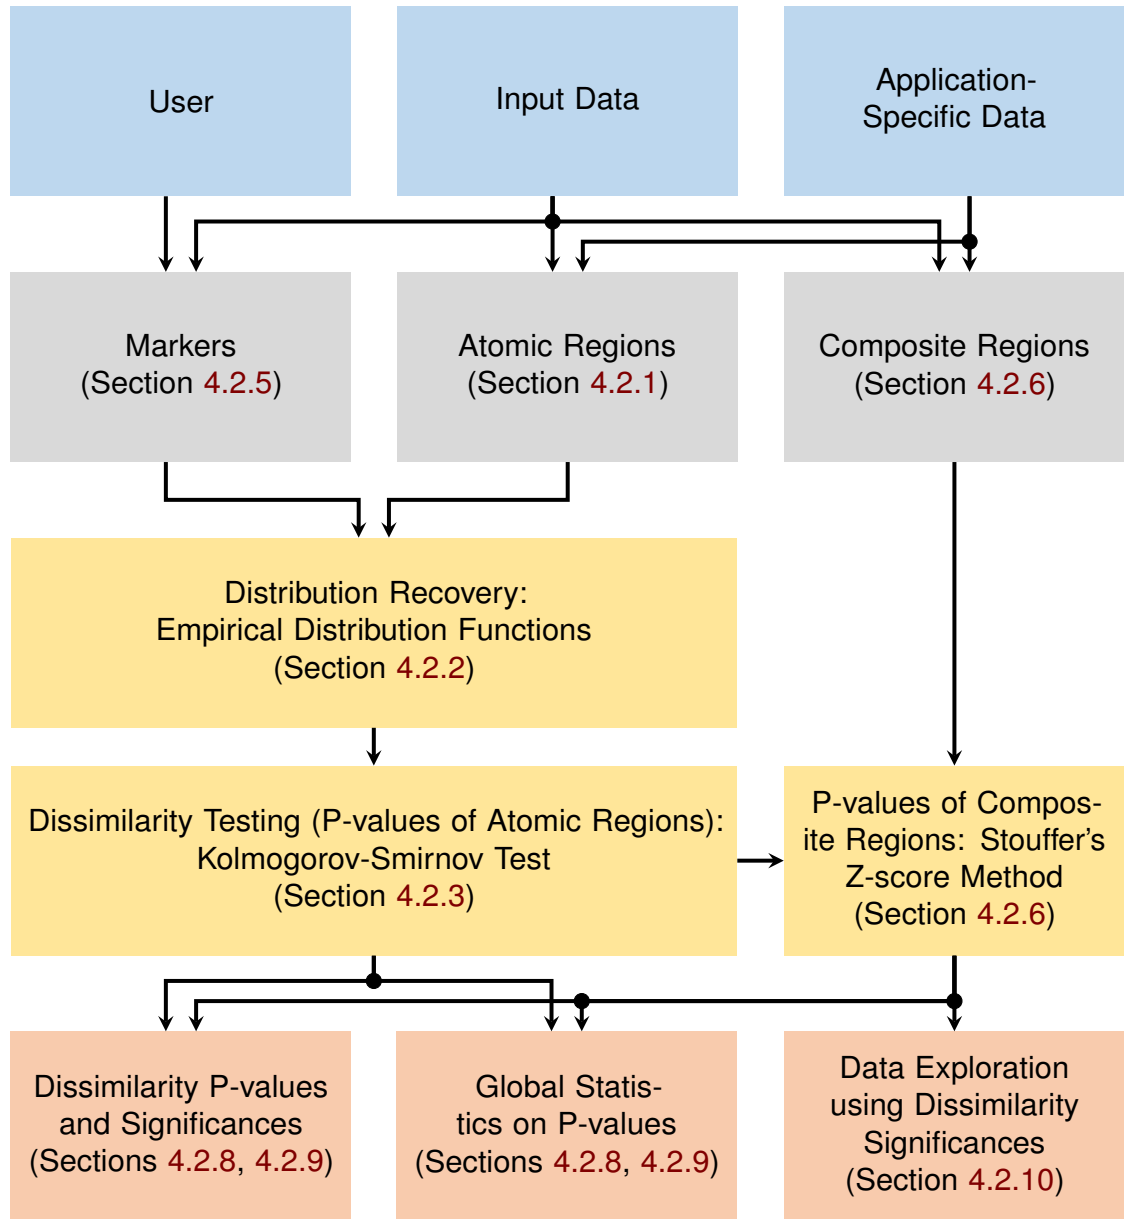 User
Input Data
Application-
Specific Data
Markers
(Section 4.2.5)
Atomic Regions
(Section 4.2.1)
Composite Regions
(Section 4.2.6)
Distribution Recovery:
Empirical Distribution Functions
(Section 4.2.2)
Dissimilarity Testing (P-values of Atomic Regions):
Kolmogorov-Smirnov Test
(Section 4.2.3)
P-values of Compos-
ite Regions: Stouffer's
Z-score Method
(Section 4.2.6)
Dissimilarity P-values
and Significances
(Sections 4.2.8, 4.2.9)
Global Statis-
tics on P-values
(Sections 4.2.8, 4.2.9)
Data Exploration
using Dissimilarity
Significances
(Section 4.2.10)